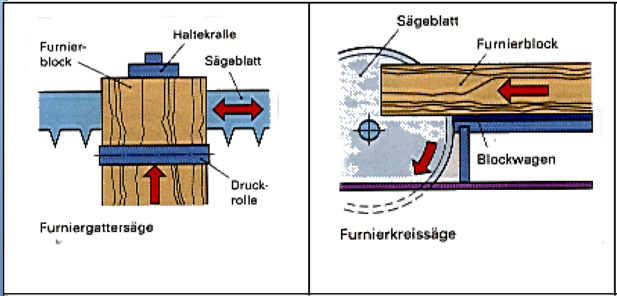 Furnier-
block
Haltekralle
Sägeblatt
Druck-
rolle
Furniergattersäge
Sägeblatt
Furnierblock
Blockwagen
Furnierkreissäge